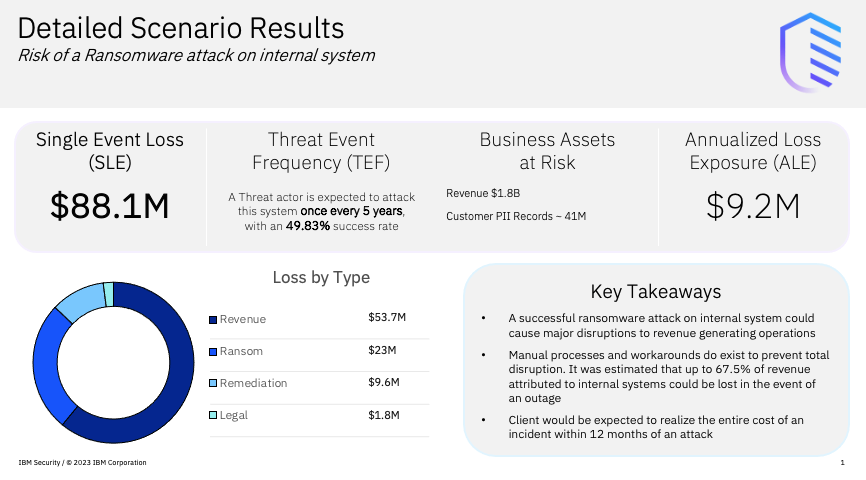 Detailed Scenario Results
Risk of a Ransomware attack on internal system
Single Event Loss
(SLE)
$88.1M
Threat Event
Frequency (TEF)
A Threat actor is expected to attack
this system once every 5 years,
with an 49.83% success rate
Business Assets
at Risk
Revenue $1.8B
Customer PII Records – 41M
Annualized Loss
Exposure (ALE)
$9.2M
Loss by Type
Revenue $53.7M
Ransom $23M
Remediation $9.6M
Legal $1.8M
Key Takeaways
• A successful ransomware attack on internal system could
cause major disruptions to revenue generating operations
• Manual processes and workarounds do exist to prevent total
disruption. It was estimated that up to 67.5% of revenue
attributed to internal systems could be lost in the event of
an outage
• Client would be expected to realize the entire cost of an
incident within 12 months of an attack
IBM Security / © 2023 IBM Corporation
1